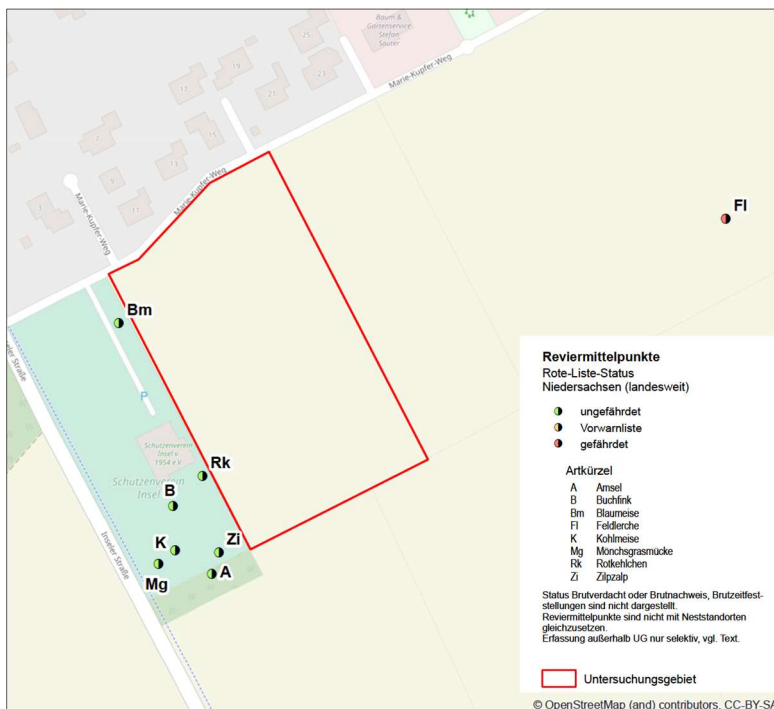 Baum &
Gartenservice
Stefan
Sauter
25
23
19
21
17
15
13
2
9
11
3
Marie-Kupfer-Weg
Marie-Kupfer-Weg
Marie-Kupfer-Weg
Fl
Bm
P
Schützenverein
Insel v.
1954 e.V.
Schützenverein
Insel
Rk
B
K
Zi
Mg
A
Inseler Straße
Inseler Straße
Reviermittelpunkte
Rote-Liste-Status
Niedersachsen (landesweit)
ungefährdet
Vorwarnliste
gefährdet
Artkürzel
A Amsel
B Buchfink
Bm Blaumeise
Fl Feldlerche
K Kohlmeise
Mg Mönchsgrasmücke
Rk Rotkehlchen
Zi Zilpzalp
Status Brutverdacht oder Brutnachweis, Brutzeitfest-
stellungen sind nicht dargestellt.
Reviermittelpunkte sind nicht mit Neststandorten
gleichzusetzen.
Erfassung außerhalb UG nur selektiv, vgl. Text.
Untersuchungsgebiet
© OpenStreetMap (and) contributors, CC-BY-SA